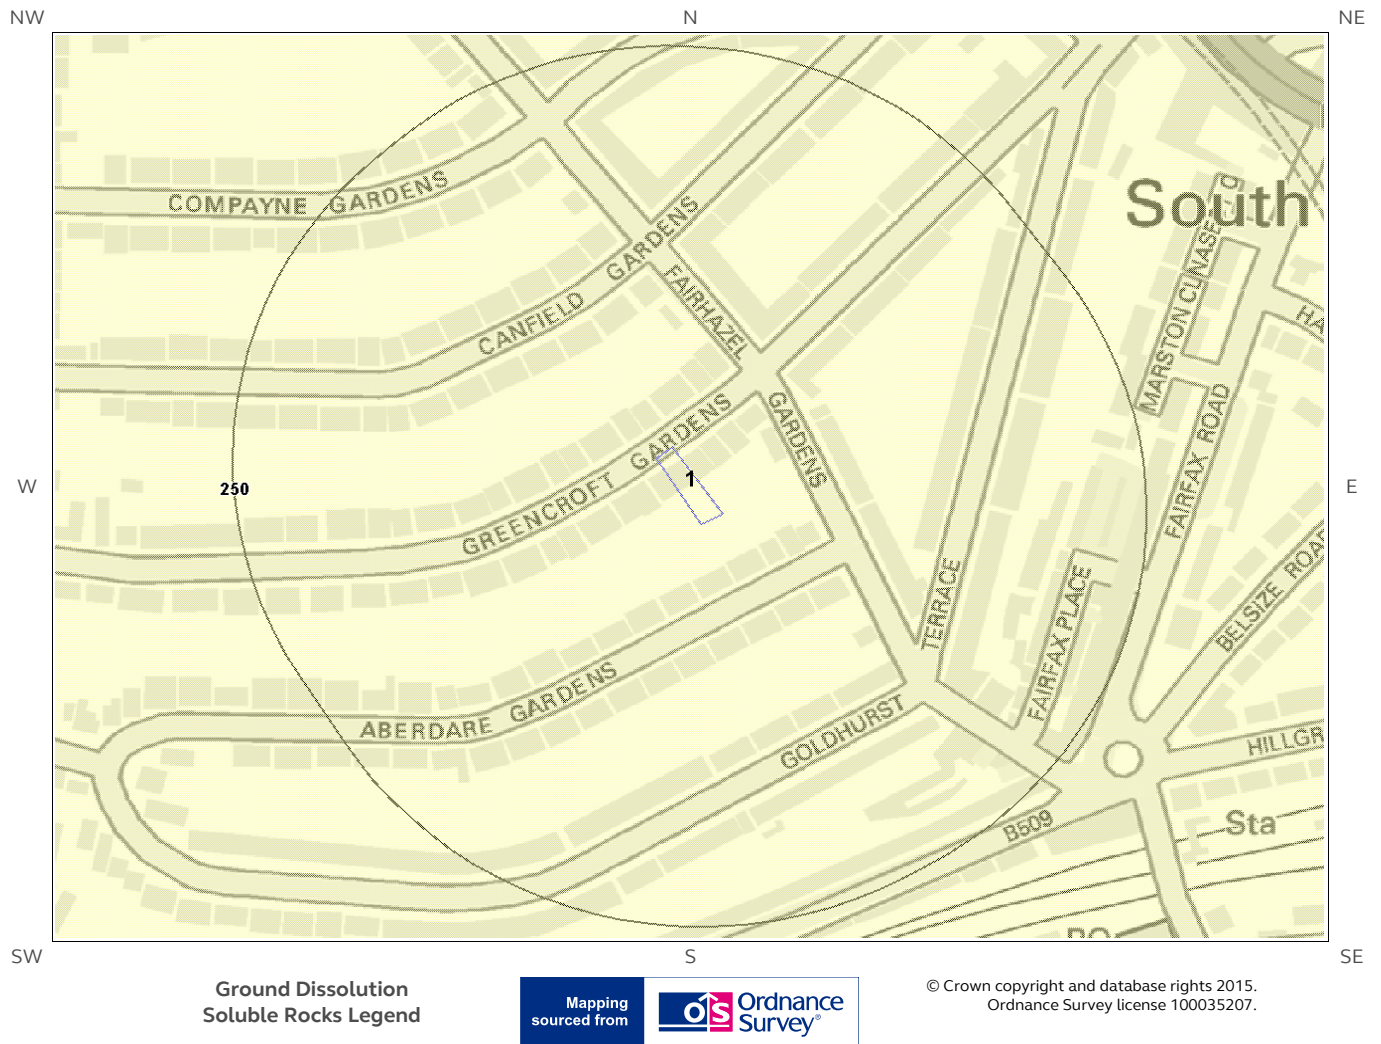 NW
N
NE
South
COMPAYNE GARDENS
CANFIELD GARDENS
FAIRHAZEL
GARDENS
MARSTON CL
HA
FAIRFAX ROAD
GREENCROFT GARDENS
1
W
250
E
TERRACE
FAIRFAX PLACE
BELSIZE ROAD
ABERDARE GARDENS
GOLDHURST
HILLGR
B509
Sta
SW
S
SE
Ground Dissolution
Soluble Rocks Legend
Mapping
sourced from
OS
Ordnance
Survey®
© Crown copyright and database rights 2015.
Ordnance Survey license 100035207.